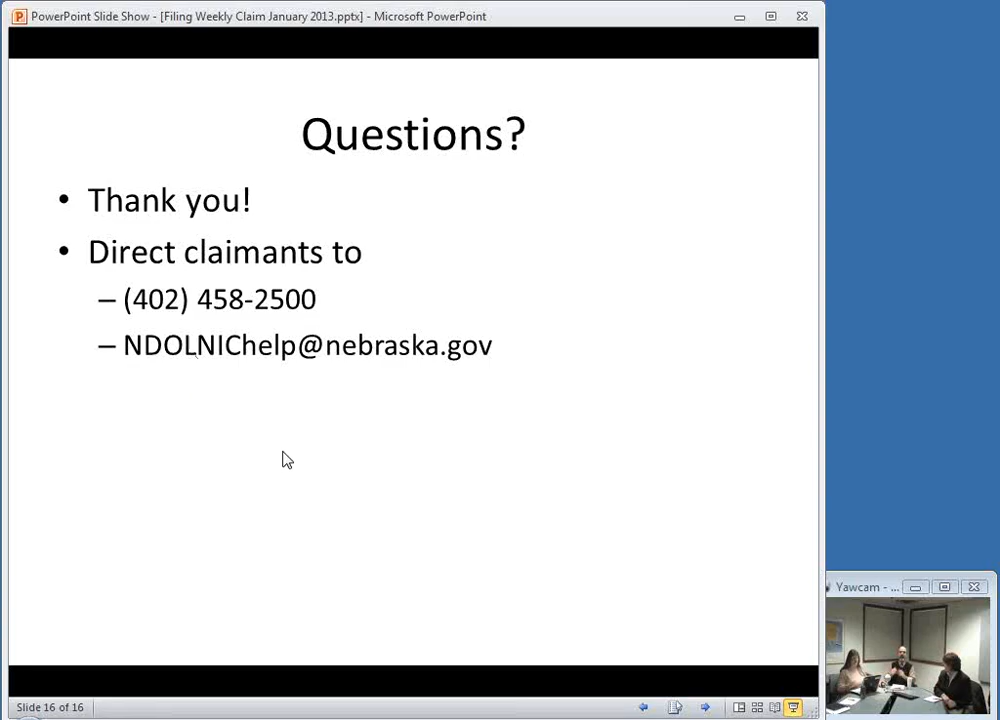 PowerPoint Slide Show - [Filing Weekly Claim January 2013.pptx] - Microsoft PowerPoint
Questions?
• Thank you!
• Direct claimants to
– (402) 458-2500
– NDOLNIChelp@nebraska.gov
Yawcam - ...
Slide 16 of 16